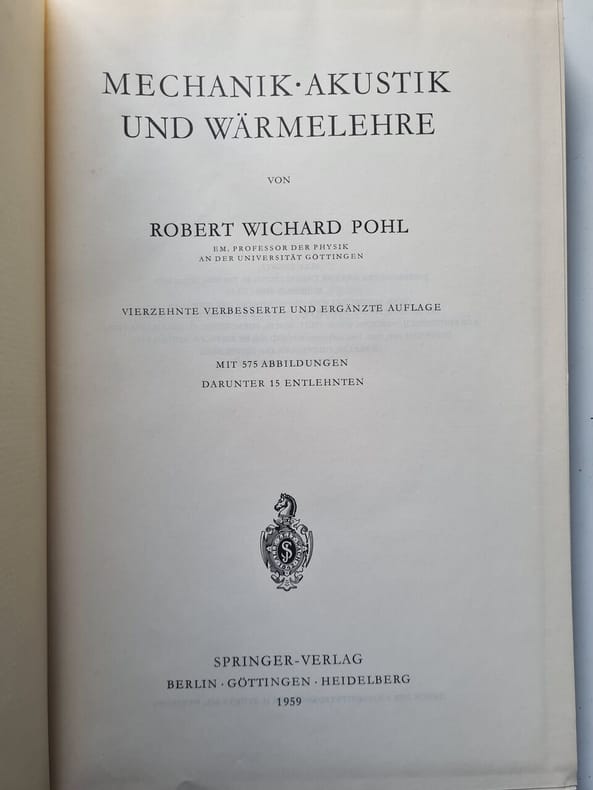 MECHANIK·AKUSTIK
UND WÄRMELEHRE
VON
ROBERT WICHARD POHL
EM. PROFESSOR DER PHYSIK
AN DER UNIVERSITÄT GÖTTINGEN
VIERZEHNTE VERBESSERTE UND ERGÄNZTE AUFLAGE
MIT 575 ABBILDUNGEN
DARUNTER 15 ENTLEHNTEN
SPRINGER-VERLAG
BERLIN · GÖTTINGEN · HEIDELBERG
1959